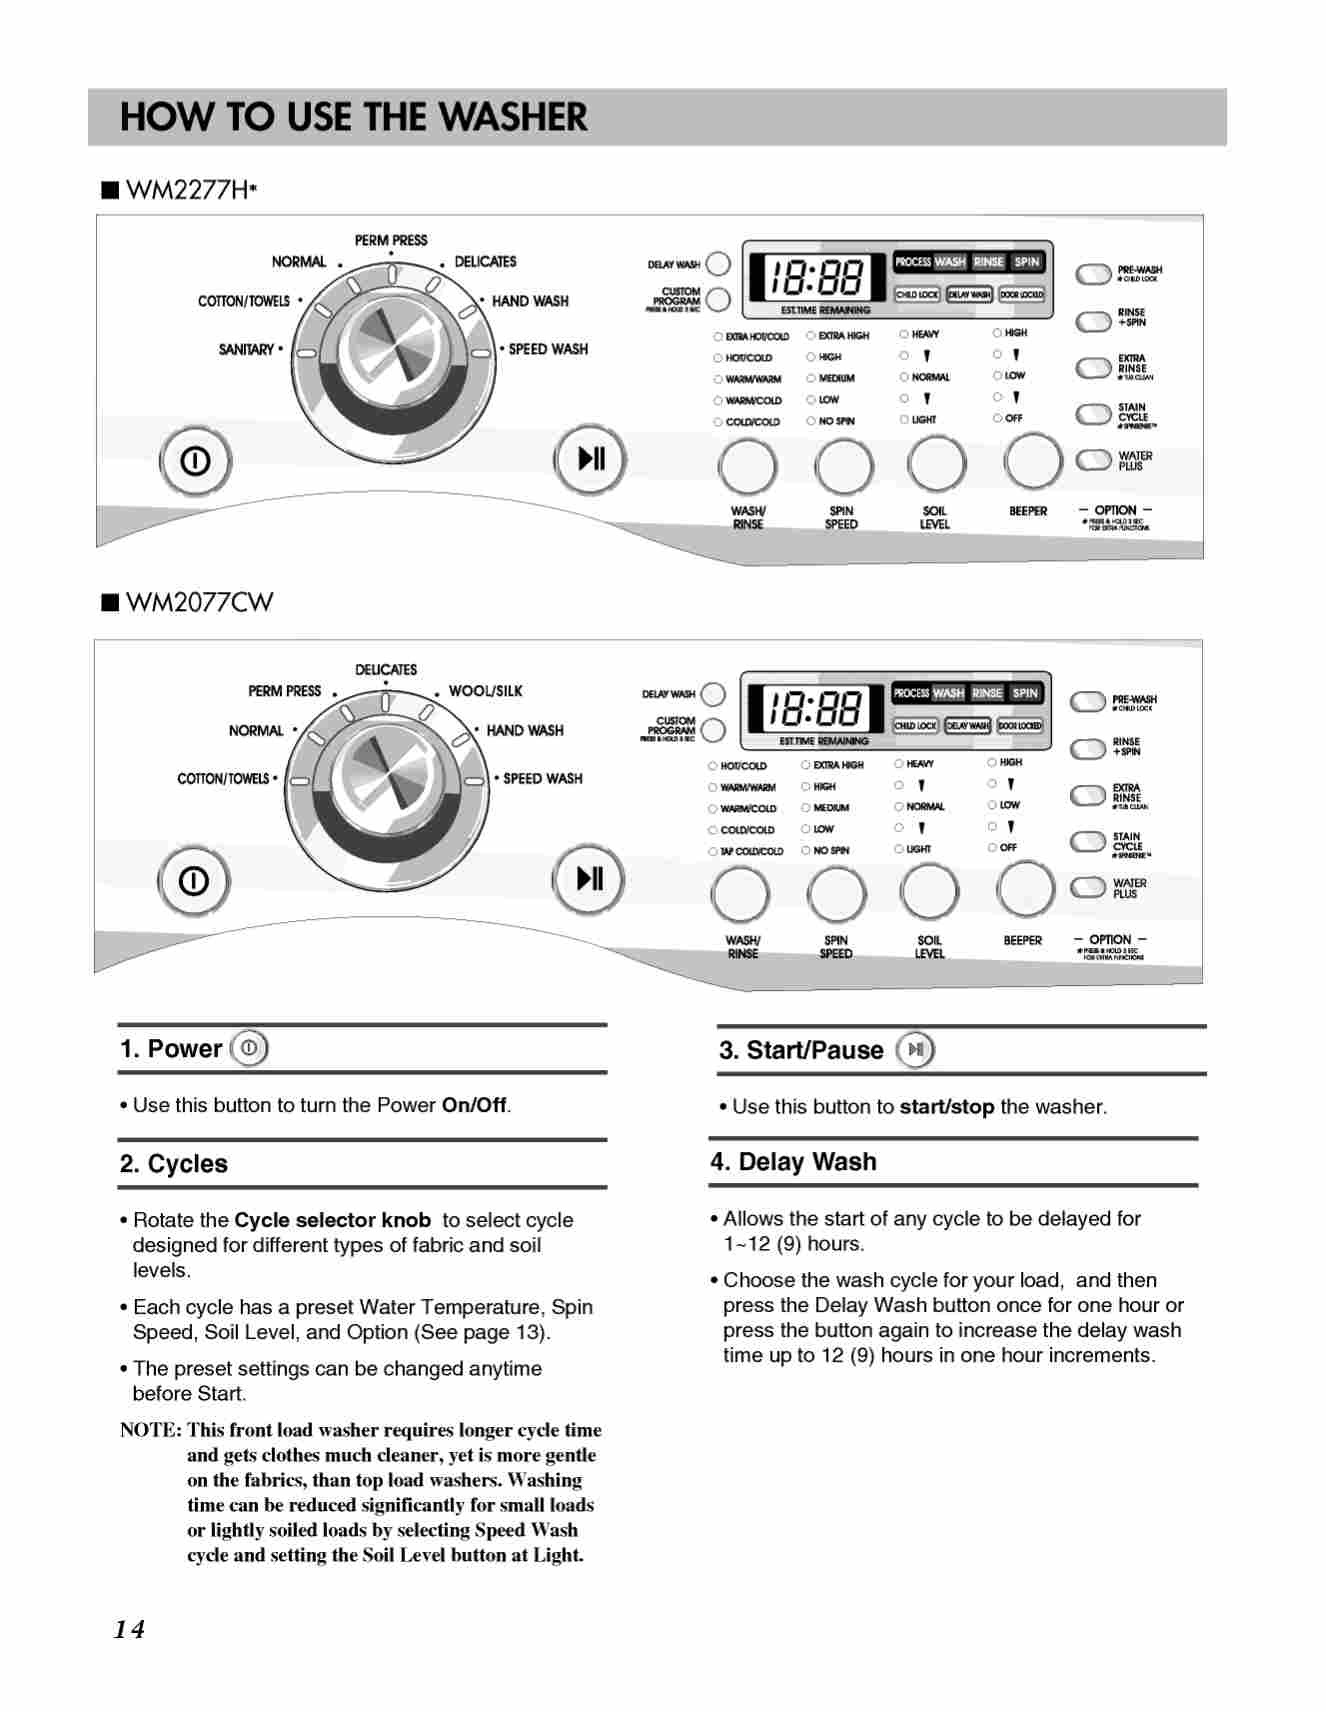 HOW TO USE THE WASHER
■ WM2277H*
PERM PRESS
NORMAL
DELICATES
COTTON/TOWELS
HAND WASH
SANITARY
SPEED WASH
DELAY WASH
CUSTOM
PROGRAM
PRESS & HOLD 3 SEC
18:88
EST.TIME REMAINING
PROCESS WASH RINSE SPIN
CHILD LOCK DELAY WASH DOOR LOCKED
EXTRA HOT/COLD EXTRA HIGH HEAVY HIGH
HOT/COLD HIGH
WARM/WARM MEDIUM NORMAL LOW
WARM/COLD LOW
COLD/COLD NO SPIN LIGHT OFF
WASH/
RINSE
SPIN
SPEED
SOIL
LEVEL
BEEPER
PRE-WASH
* CHILD LOCK
RINSE
+SPIN
EXTRA
RINSE
* TUB CLEAN
STAIN
CYCLE
* SPINSENSE™
WATER
PLUS
– OPTION –
* PRESS & HOLD 3 SEC
FOR EXTRA FUNCTIONS
■ WM2077CW
DELICATES
PERM PRESS
WOOL/SILK
NORMAL
HAND WASH
COTTON/TOWELS
SPEED WASH
DELAY WASH
CUSTOM
PROGRAM
PRESS & HOLD 3 SEC
18:88
EST.TIME REMAINING
PROCESS WASH RINSE SPIN
CHILD LOCK DELAY WASH DOOR LOCKED
HOT/COLD EXTRA HIGH HEAVY HIGH
WARM/WARM HIGH
WARM/COLD MEDIUM NORMAL LOW
COLD/COLD LOW
TAP COLD/COLD NO SPIN LIGHT OFF
WASH/
RINSE
SPIN
SPEED
SOIL
LEVEL
BEEPER
PRE-WASH
* CHILD LOCK
RINSE
+SPIN
EXTRA
RINSE
* TUB CLEAN
STAIN
CYCLE
* SPINSENSE™
WATER
PLUS
– OPTION –
* PRESS & HOLD 3 SEC
FOR EXTRA FUNCTIONS
1. Power
• Use this button to turn the Power On/Off.
2. Cycles
• Rotate the Cycle selector knob to select cycle
designed for different types of fabric and soil
levels.
• Each cycle has a preset Water Temperature, Spin
Speed, Soil Level, and Option (See page 13).
• The preset settings can be changed anytime
before Start.
NOTE: This front load washer requires longer cycle time
and gets clothes much cleaner, yet is more gentle
on the fabrics, than top load washers. Washing
time can be reduced significantly for small loads
or lightly soiled loads by selecting Speed Wash
cycle and setting the Soil Level button at Light.
3. Start/Pause
• Use this button to start/stop the washer.
4. Delay Wash
• Allows the start of any cycle to be delayed for
1~12 (9) hours.
• Choose the wash cycle for your load, and then
press the Delay Wash button once for one hour or
press the button again to increase the delay wash
time up to 12 (9) hours in one hour increments.
14